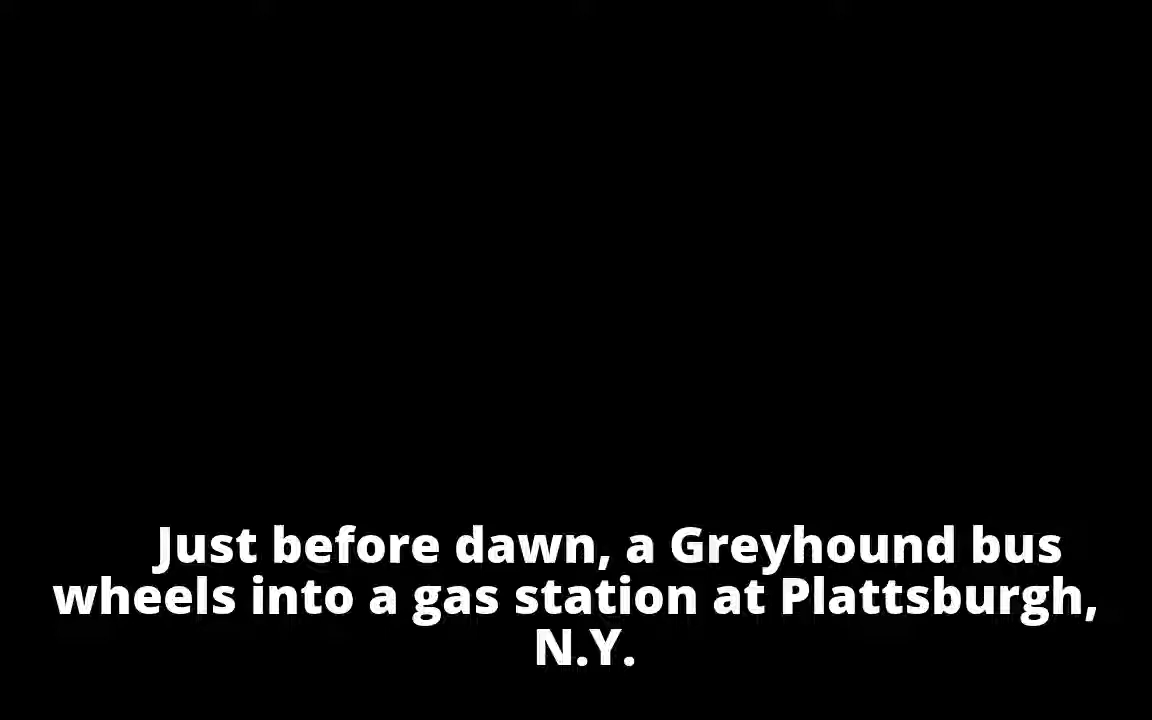 Just before dawn, a Greyhound bus
wheels into a gas station at Plattsburgh,
N.Y.